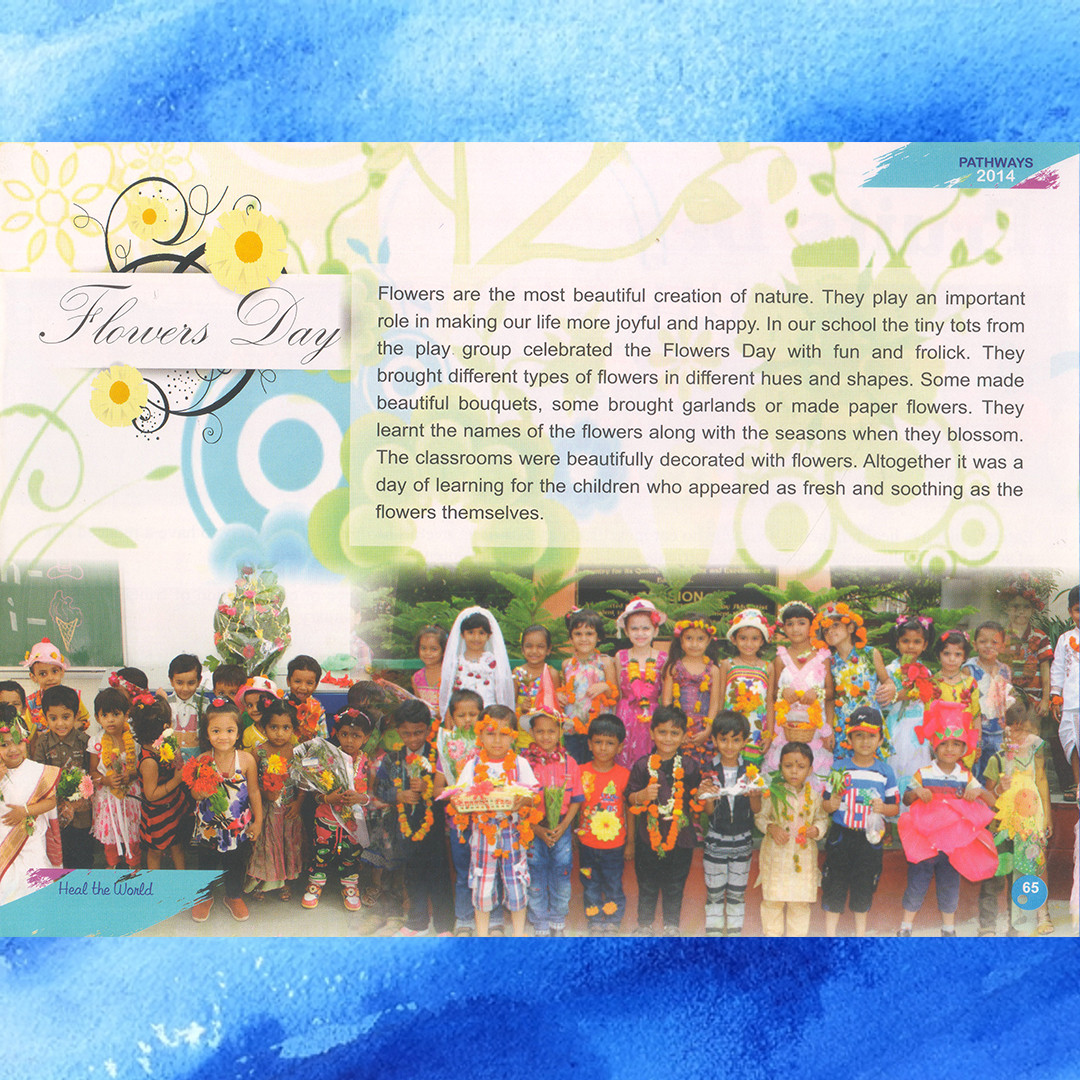 PATHWAYS
2014
Flowers Day
Flowers are the most beautiful creation of nature. They play an important
role in making our life more joyful and happy. In our school the tiny tots from
the play group celebrated the Flowers Day with fun and frolick. They
brought different types of flowers in different hues and shapes. Some made
beautiful bouquets, some brought garlands or made paper flowers. They
learnt the names of the flowers along with the seasons when they blossom.
The classrooms were beautifully decorated with flowers. Altogether it was a
day of learning for the children who appeared as fresh and soothing as the
flowers themselves.
Heal the World
65